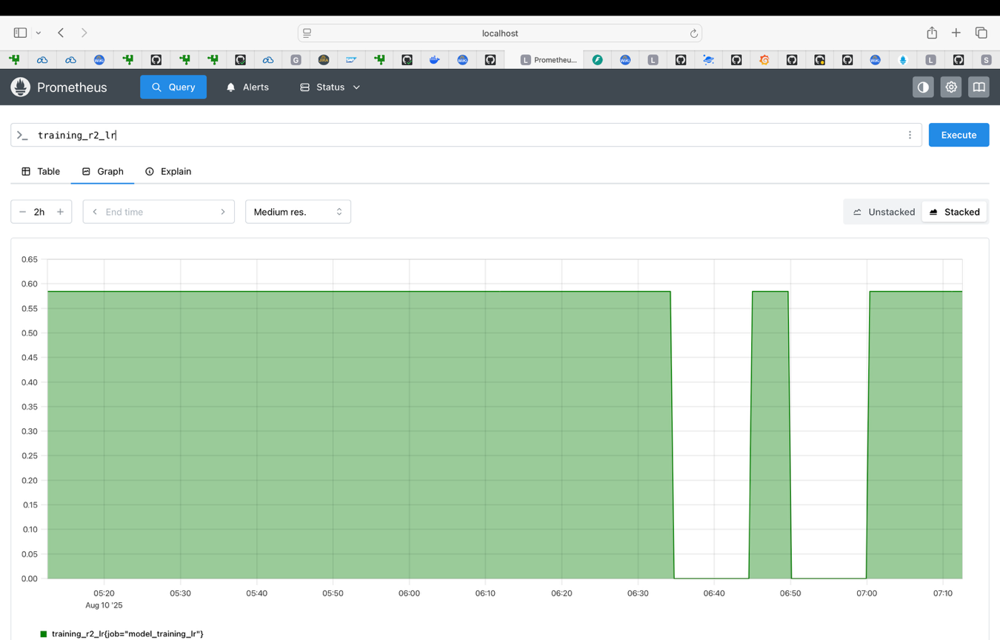 localhost
G
L
Prometheu...
L
L
S
Prometheus
Query
Alerts
Status
>_ training_r2_lr
Execute
Table
Graph
Explain
2h
End time
Medium res.
Unstacked
Stacked
0.65
0.60
0.55
0.50
0.45
0.40
0.35
0.30
0.25
0.20
0.15
0.10
0.05
0.00
05:20
05:30
05:40
05:50
06:00
06:10
06:20
06:30
06:40
06:50
07:00
07:10
Aug 10 '25
training_r2_lr{job="model_training_lr"}